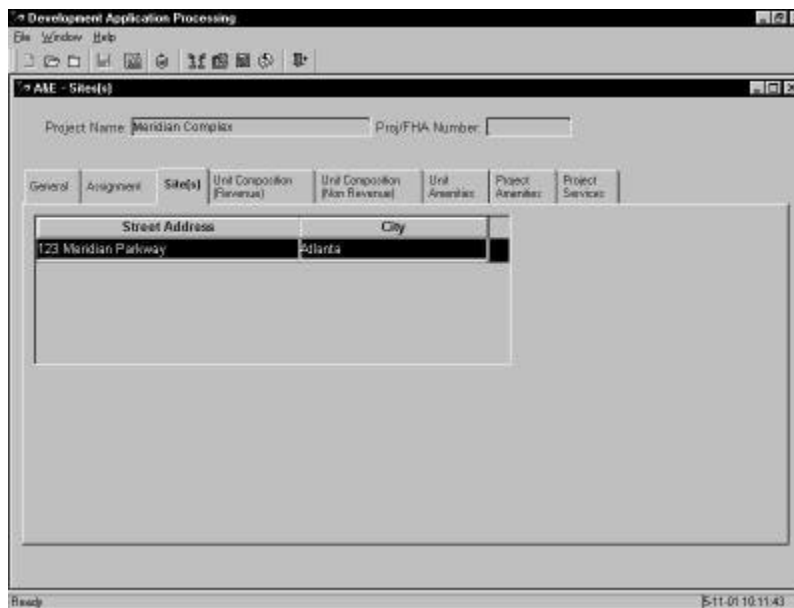 Development Application Processing
File Window Help
A&E - Sites(s)
Project Name: Meridian Complex Proj/FHA Number:
General Assignment Site(s) Unit Composition (Revenue) Unit Composition (Non Revenue) Unit Amenities Project Amenities Project Services
Street Address City
123 Meridian Parkway Atlanta
Ready 5-11-01 10:11:43